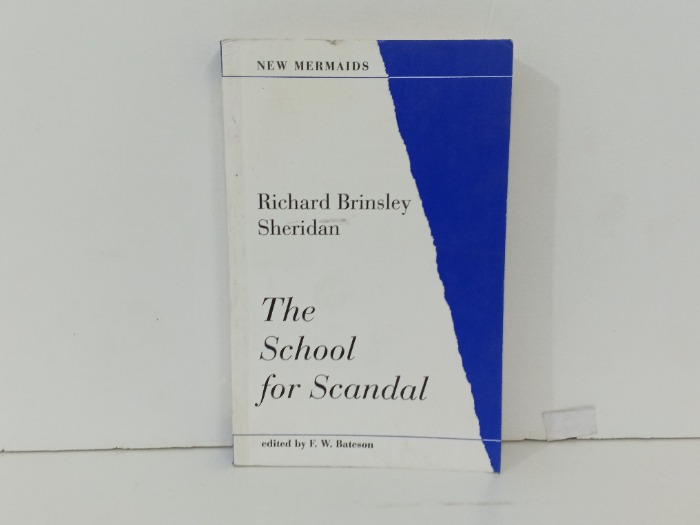 NEW MERMAIDS
Richard Brinsley
Sheridan
The
School
for Scandal
edited by F. W. Bateson